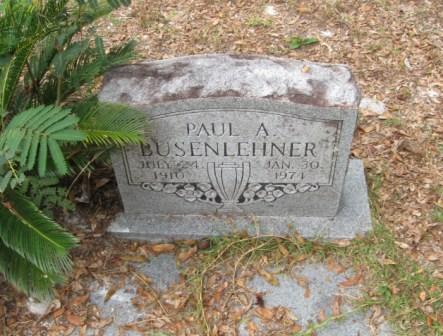 PAUL A.
BUSENLEHNER
JULY 24 JAN. 30
1910 1974